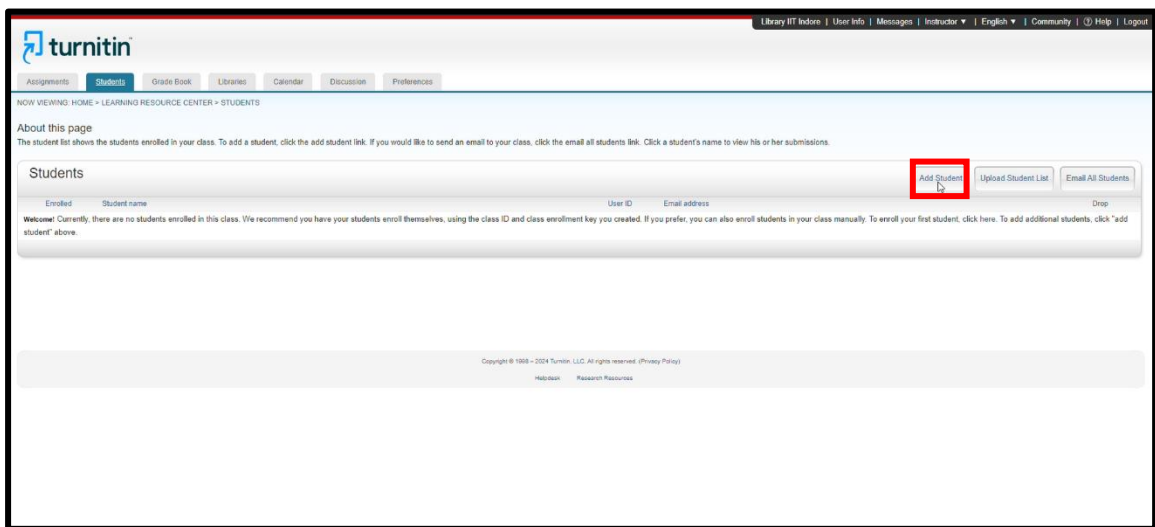 Library IIT Indore | User Info | Messages | Instructor ▼ | English ▼ | Community | ? Help | Logout
turnitin
Assignments Students Grade Book Libraries Calendar Discussion Preferences
NOW VIEWING: HOME > LEARNING RESOURCE CENTER > STUDENTS
About this page
The student list shows the students enrolled in your class. To add a student, click the add student link. If you would like to send an email to your class, click the email all students link. Click a student's name to view his or her submissions.
Students
Add Student Upload Student List Email All Students
Enrolled Student name User ID Email address Drop
Welcome! Currently, there are no students enrolled in this class. We recommend you have your students enroll themselves, using the class ID and class enrollment key you created. If you prefer, you can also enroll students in your class manually. To enroll your first student, click here. To add additional students, click "add
student" above.
Copyright © 1998 – 2024 Turnitin, LLC. All rights reserved. (Privacy Policy)
Helpdesk Research Resources